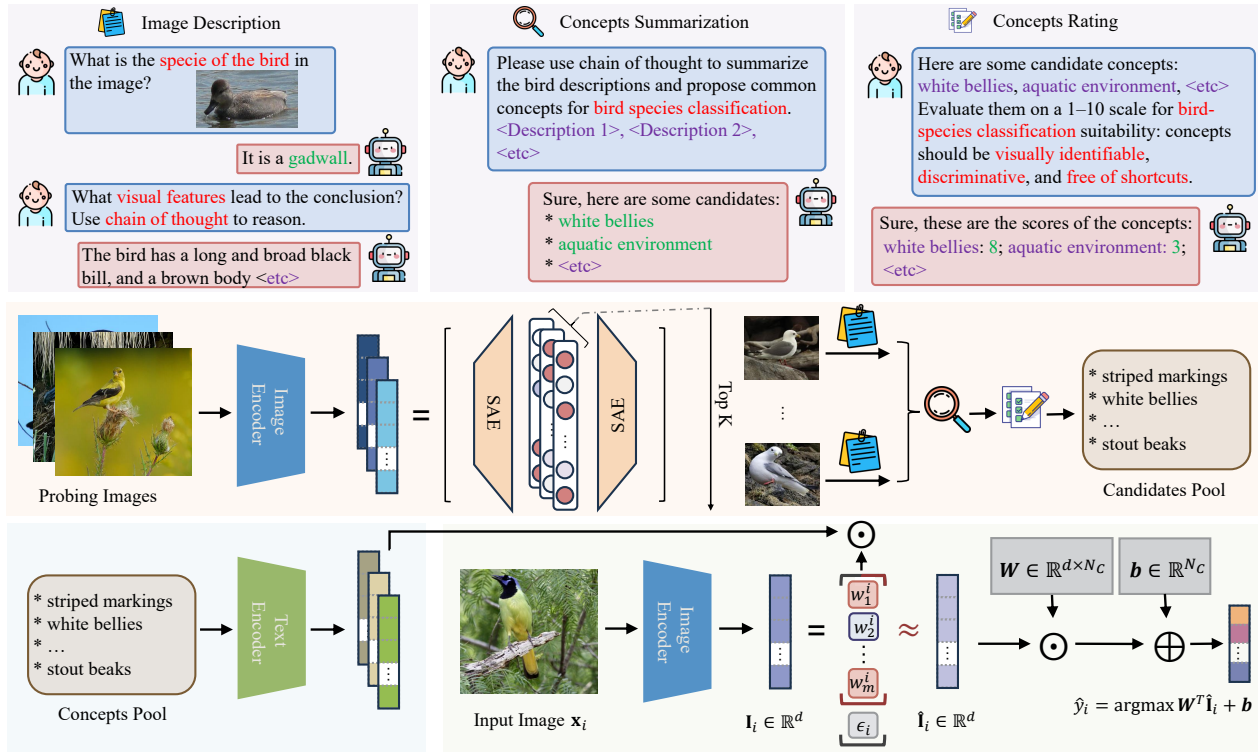 Image Description
What is the specie of the bird in
the image?
It is a gadwall.
What visual features lead to the conclusion?
Use chain of thought to reason.
The bird has a long and broad black
bill, and a brown body <etc>
Concepts Summarization
Please use chain of thought to summarize
the bird descriptions and propose common
concepts for bird species classification.
<Description 1>, <Description 2>,
<etc>
Sure, here are some candidates:
* white bellies
* aquatic environment
* <etc>
Concepts Rating
Here are some candidate concepts:
white bellies, aquatic environment, <etc>
Evaluate them on a 1–10 scale for bird-
species classification suitability: concepts
should be visually identifiable,
discriminative, and free of shortcuts.
Sure, these are the scores of the concepts:
white bellies: 8; aquatic environment: 3;
<etc>
Probing Images
Image
Encoder
=
SAE
...
SAE
Top K
...
* striped markings
* white bellies
* …
* stout beaks
Candidates Pool
* striped markings
* white bellies
* …
* stout beaks
Concepts Pool
Text
Encoder
Input Image x_i
Image
Encoder
I_i ∈ ℝ^d
=
w_1^i
w_2^i
...
w_m^i
ϵ_i
≈
Î_i ∈ ℝ^d
W ∈ ℝ^{d×N_C}
b ∈ ℝ^{N_C}
ŷ_i = argmax W^T Î_i + b